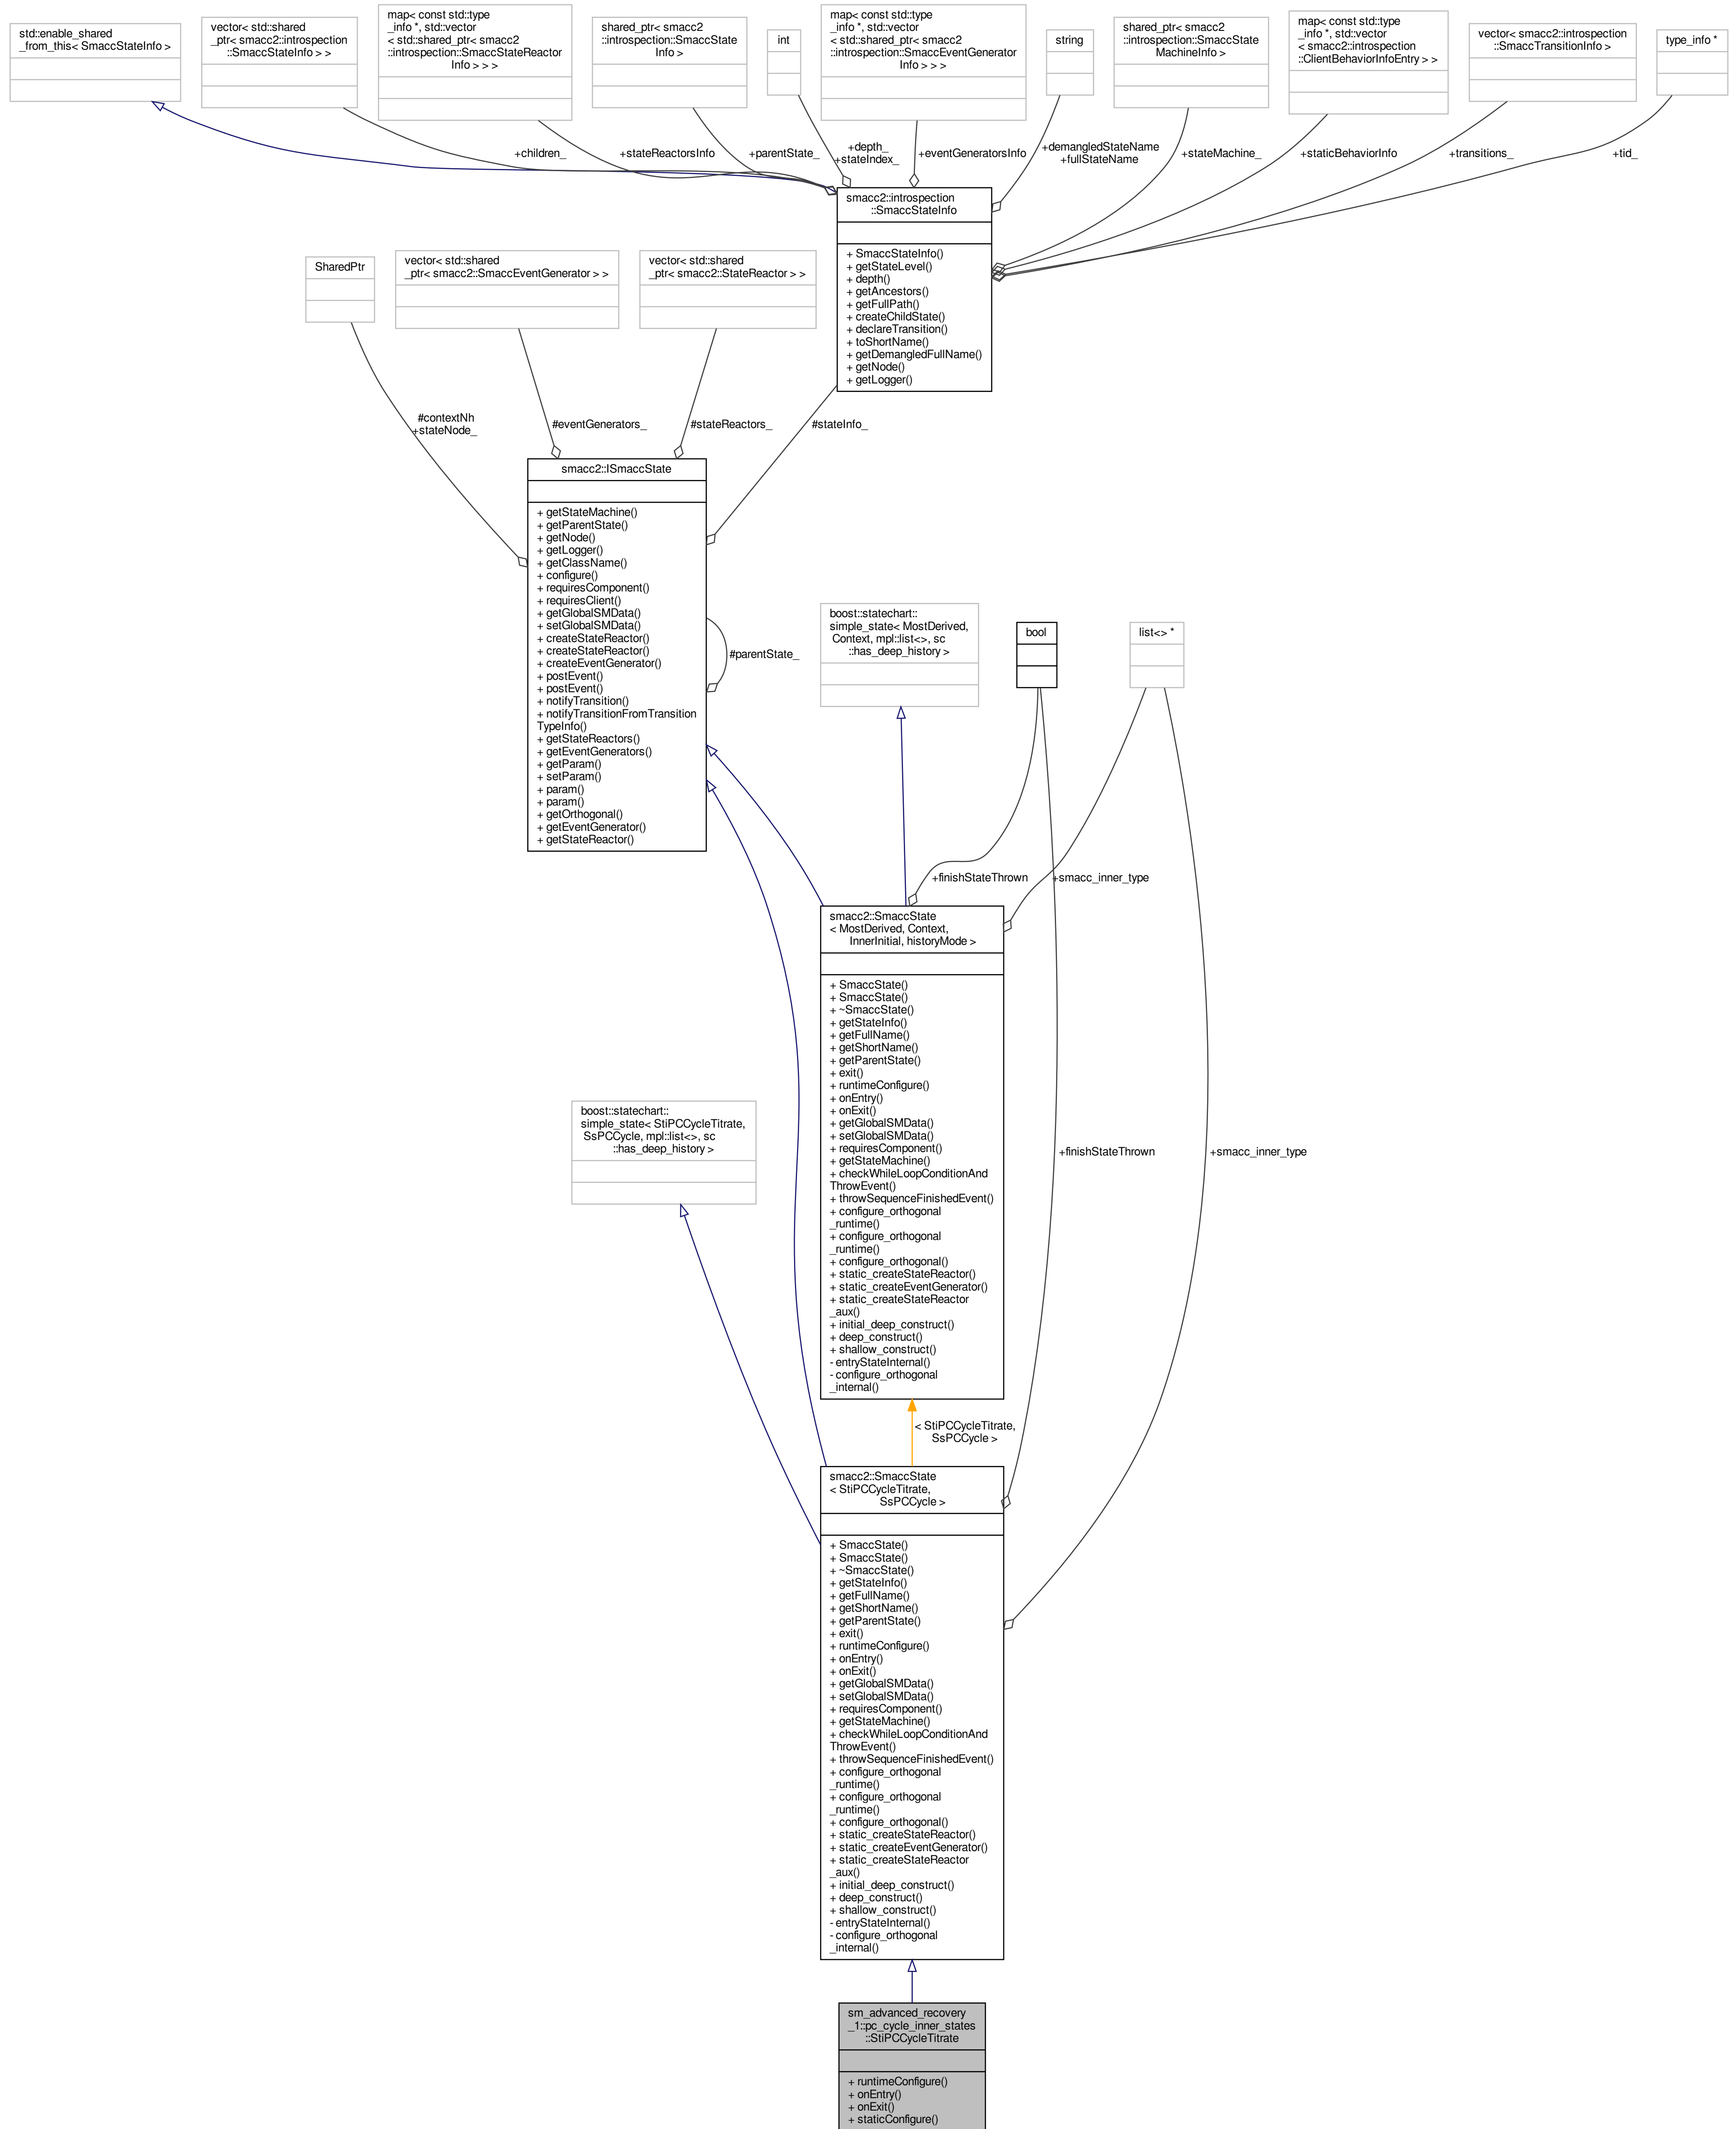 std::enable_shared
_from_this< SmaccStateInfo >
vector< std::shared
_ptr< smacc2::introspection
::SmaccStateInfo > >
map< const std::type
_info *, std::vector
< std::shared_ptr< smacc2
::introspection::SmaccStateReactor
Info > > >
shared_ptr< smacc2
::introspection::SmaccState
Info >
int
map< const std::type
_info *, std::vector
< std::shared_ptr< smacc2
::introspection::SmaccEventGenerator
Info > > >
string
shared_ptr< smacc2
::introspection::SmaccState
MachineInfo >
map< const std::type
_info *, std::vector
< smacc2::introspection
::ClientBehaviorInfoEntry > >
vector< smacc2::introspection
::SmaccTransitionInfo >
type_info *
+children_
+stateReactorsInfo
+parentState_
+depth_
+stateIndex_
+eventGeneratorsInfo
+demangledStateName
+fullStateName
+stateMachine_
+staticBehaviorInfo
+transitions_
+tid_
smacc2::introspection
::SmaccStateInfo
+ SmaccStateInfo()
+ getStateLevel()
+ depth()
+ getAncestors()
+ getFullPath()
+ createChildState()
+ declareTransition()
+ toShortName()
+ getDemangledFullName()
+ getNode()
+ getLogger()
SharedPtr
vector< std::shared
_ptr< smacc2::SmaccEventGenerator > >
vector< std::shared
_ptr< smacc2::StateReactor > >
#contextNh
+stateNode_
#eventGenerators_
#stateReactors_
#stateInfo_
smacc2::ISmaccState
+ getStateMachine()
+ getParentState()
+ getNode()
+ getLogger()
+ getClassName()
+ configure()
+ requiresComponent()
+ requiresClient()
+ getGlobalSMData()
+ setGlobalSMData()
+ createStateReactor()
+ createStateReactor()
+ createEventGenerator()
+ postEvent()
+ postEvent()
+ notifyTransition()
+ notifyTransitionFromTransition
TypeInfo()
+ getStateReactors()
+ getEventGenerators()
+ getParam()
+ setParam()
+ param()
+ param()
+ getOrthogonal()
+ getEventGenerator()
+ getStateReactor()
#parentState_
boost::statechart::
simple_state< MostDerived,
Context, mpl::list<>, sc
::has_deep_history >
bool
list<> *
+finishStateThrown
+smacc_inner_type
smacc2::SmaccState
< MostDerived, Context,
InnerInitial, historyMode >
+ SmaccState()
+ SmaccState()
+ ~SmaccState()
+ getStateInfo()
+ getFullName()
+ getShortName()
+ getParentState()
+ exit()
+ runtimeConfigure()
+ onEntry()
+ onExit()
+ getGlobalSMData()
+ setGlobalSMData()
+ requiresComponent()
+ getStateMachine()
+ checkWhileLoopConditionAnd
ThrowEvent()
+ throwSequenceFinishedEvent()
+ configure_orthogonal
_runtime()
+ configure_orthogonal
_runtime()
+ configure_orthogonal()
+ static_createStateReactor()
+ static_createEventGenerator()
+ static_createStateReactor
_aux()
+ initial_deep_construct()
+ deep_construct()
+ shallow_construct()
- entryStateInternal()
- configure_orthogonal
_internal()
boost::statechart::
simple_state< StiPCCycleTitrate,
SsPCCycle, mpl::list<>, sc
::has_deep_history >
+finishStateThrown
+smacc_inner_type
< StiPCCycleTitrate,
SsPCCycle >
smacc2::SmaccState
< StiPCCycleTitrate,
SsPCCycle >
+ SmaccState()
+ SmaccState()
+ ~SmaccState()
+ getStateInfo()
+ getFullName()
+ getShortName()
+ getParentState()
+ exit()
+ runtimeConfigure()
+ onEntry()
+ onExit()
+ getGlobalSMData()
+ setGlobalSMData()
+ requiresComponent()
+ getStateMachine()
+ checkWhileLoopConditionAnd
ThrowEvent()
+ throwSequenceFinishedEvent()
+ configure_orthogonal
_runtime()
+ configure_orthogonal
_runtime()
+ configure_orthogonal()
+ static_createStateReactor()
+ static_createEventGenerator()
+ static_createStateReactor
_aux()
+ initial_deep_construct()
+ deep_construct()
+ shallow_construct()
- entryStateInternal()
- configure_orthogonal
_internal()
sm_advanced_recovery
_1::pc_cycle_inner_states
::StiPCCycleTitrate
+ runtimeConfigure()
+ onEntry()
+ onExit()
+ staticConfigure()